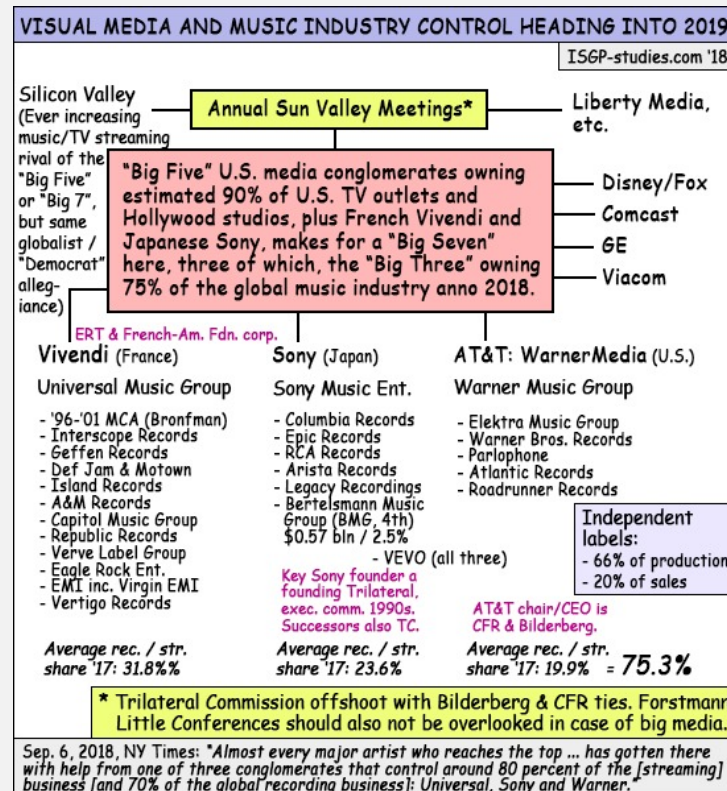 VISUAL MEDIA AND MUSIC INDUSTRY CONTROL HEADING INTO 2019
ISGP-studies.com '18
Silicon Valley
(Ever increasing
music/TV streaming
rival of the
"Big Five"
or "Big 7",
but same
globalist /
"Democrat"
alleg-
iance)
Annual Sun Valley Meetings*
Liberty Media,
etc.
"Big Five" U.S. media conglomerates owning
estimated 90% of U.S. TV outlets and
Hollywood studios, plus French Vivendi and
Japanese Sony, makes for a "Big Seven"
here, three of which, the "Big Three" owning
75% of the global music industry anno 2018.
Disney/Fox
Comcast
GE
Viacom
ERT & French-Am. Fdn. corp.
Vivendi (France)
Universal Music Group
- '96-'01 MCA (Bronfman)
- Interscope Records
- Geffen Records
- Def Jam & Motown
- Island Records
- A&M Records
- Capitol Music Group
- Republic Records
- Verve Label Group
- Eagle Rock Ent.
- EMI inc. Virgin EMI
- Vertigo Records
Average rec. / str.
share '17: 31.8%%
Sony (Japan)
Sony Music Ent.
- Columbia Records
- Epic Records
- RCA Records
- Arista Records
- Legacy Recordings
- Bertelsmann Music
Group (BMG, 4th)
$0.57 bln / 2.5%
- VEVO (all three)
Key Sony founder a
founding Trilateral,
exec. comm. 1990s.
Successors also TC.
Average rec. / str.
share '17: 23.6%
AT&T: WarnerMedia (U.S.)
Warner Music Group
- Elektra Music Group
- Warner Bros. Records
- Parlophone
- Atlantic Records
- Roadrunner Records
Independent
labels:
- 66% of production
- 20% of sales
AT&T chair/CEO is
CFR & Bilderberg.
Average rec. / str.
share '17: 19.9% = 75.3%
* Trilateral Commission offshoot with Bilderberg & CFR ties. Forstmann
Little Conferences should also not be overlooked in case of big media.
Sep. 6, 2018, NY Times: "Almost every major artist who reaches the top ... has gotten there
with help from one of three conglomerates that control around 80 percent of the [streaming]
business [and 70% of the global recording business]: Universal, Sony and Warner."